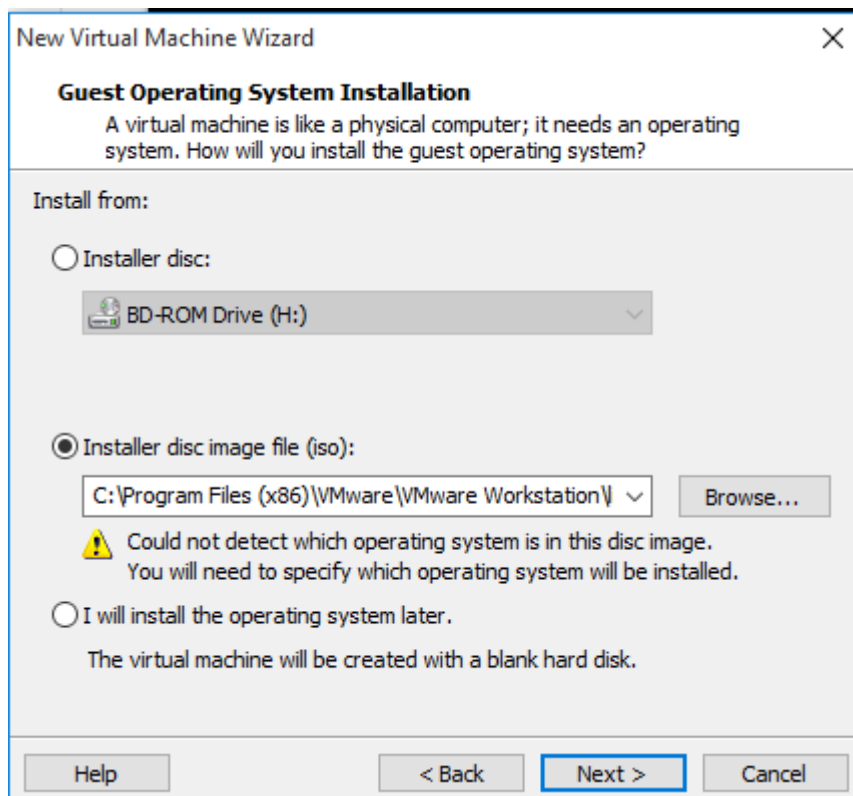 New Virtual Machine Wizard
Guest Operating System Installation
A virtual machine is like a physical computer; it needs an operating
system. How will you install the guest operating system?
Install from:
Installer disc:
BD-ROM Drive (H:)
Installer disc image file (iso):
C:\Program Files (x86)\VMware\VMware Workstation\
Browse...
Could not detect which operating system is in this disc image.
You will need to specify which operating system will be installed.
I will install the operating system later.
The virtual machine will be created with a blank hard disk.
Help
< Back
Next >
Cancel